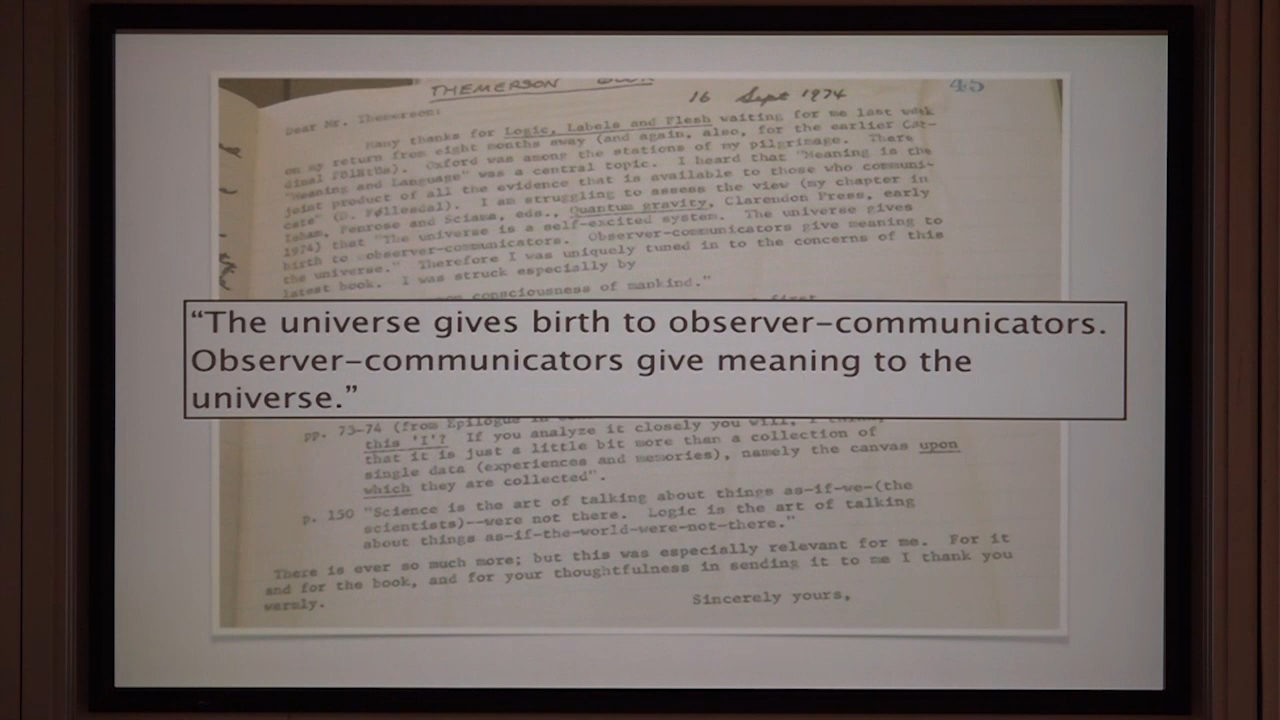 THEMERSON BOOK
16 Sept 1974
45
Dear Mr. Themerson:
Many thanks for Logic, Labels and Flesh waiting for me last week
on my return from eight months away (and again, also, for the earlier Car-
dinal Pölätüo). Oxford was among the stations of my pilgrimage. There
"Meaning and Language" was a central topic. I heard that "Meaning is the
joint product of all the evidence that is available to those who communi-
cate" (D. Føllesdal). I am struggling to assess the view (my chapter in
Isham, Penrose and Sciama, eds., Quantum gravity, Clarendon Press, early
1974) that "The universe is a self-excited system. The universe gives
birth to observer-communicators. Observer-communicators give meaning to
the universe." Therefore I was uniquely tuned in to the concerns of this
latest book. I was struck especially by
consciousness of mankind."
first
“The universe gives birth to observer–communicators.
Observer–communicators give meaning to the
universe.”
pp. 73-74 (from Epilogue in
this 'I'? If you analyze it closely you will, I think,
that it is just a little bit more than a collection of
single data (experiences and memories), namely the canvas upon
which they are collected".
p. 150 "Science is the art of talking about things as-if-we-(the
scientists)--were not there. Logic is the art of talking
about things as-if-the-world-were-not-there."
There is ever so much more; but this was especially relevant for me. For it
and for the book, and for your thoughtfulness in sending it to me I thank you
warmly.
Sincerely yours,